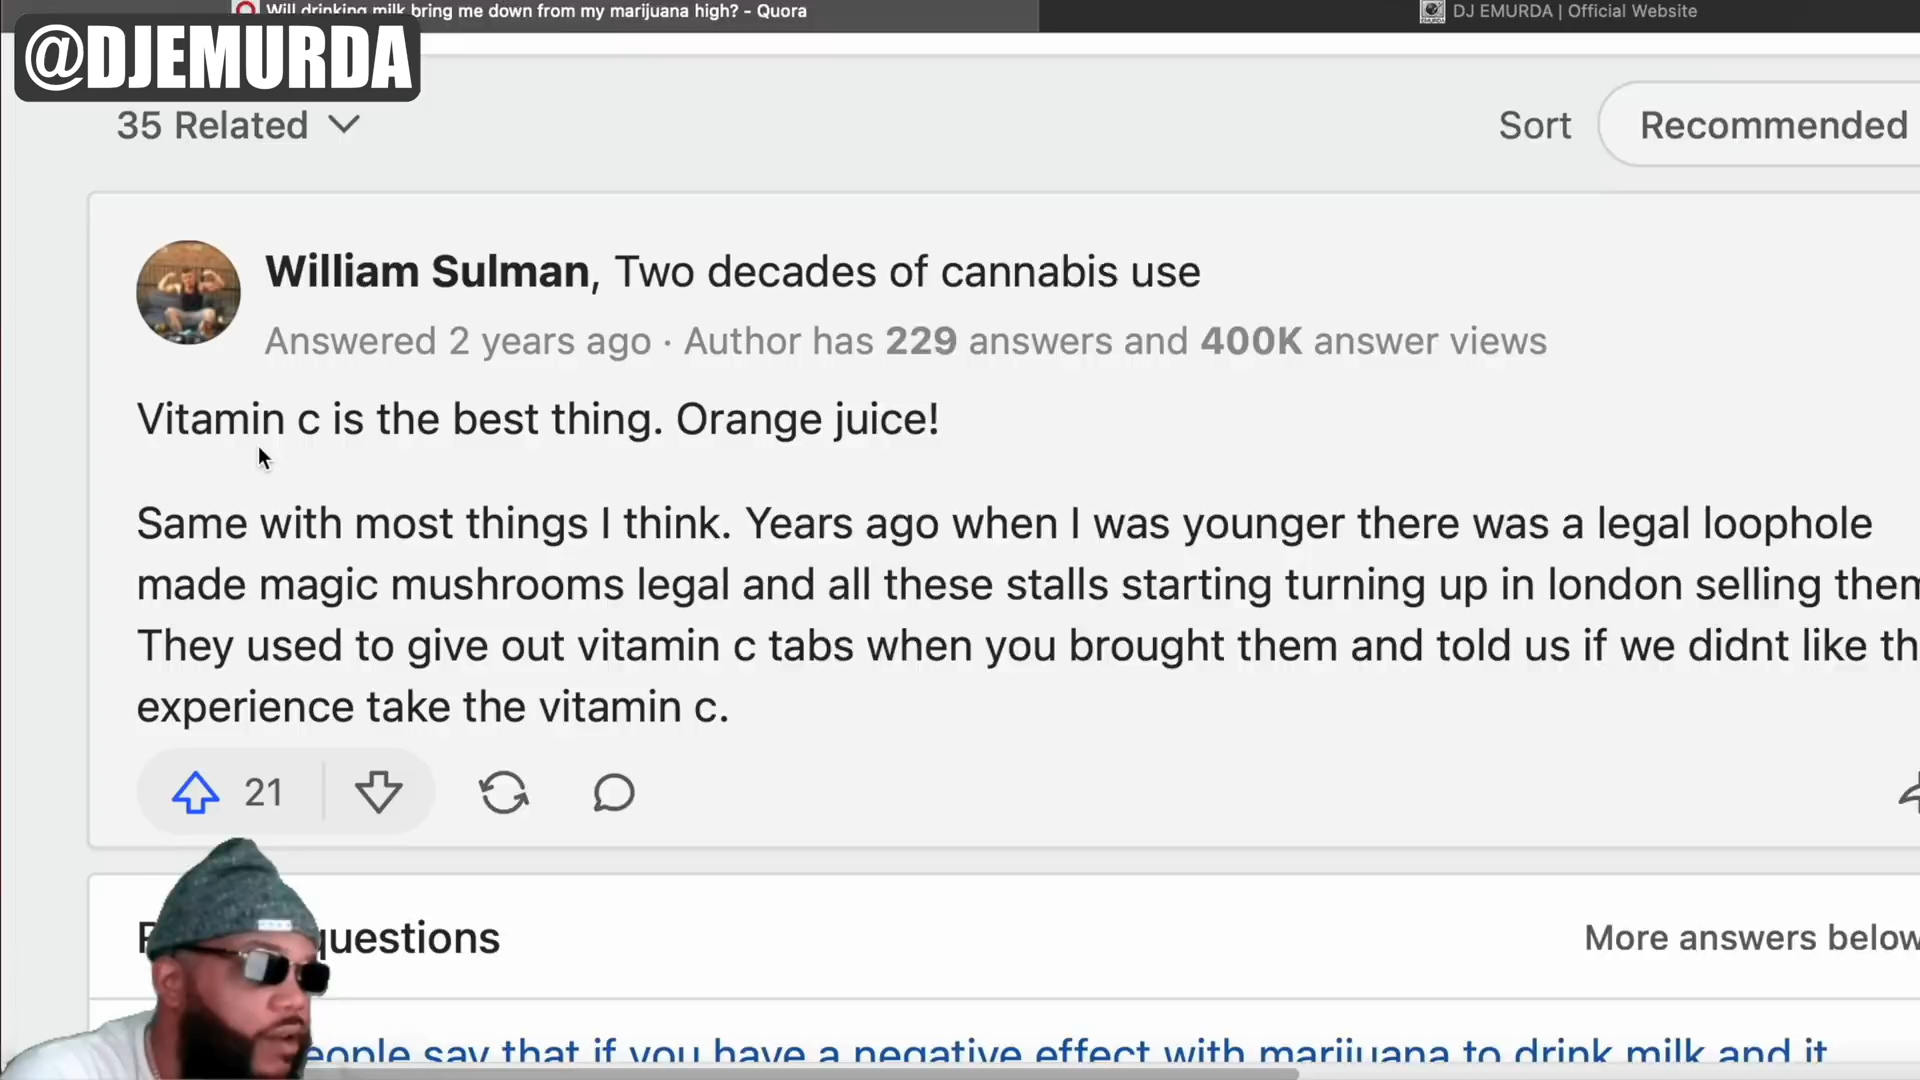 Will drinking milk bring me down from my marijuana high? - Quora
DJ EMURDA | Official Website
@DJEMURDA
35 Related
Sort
Recommended
William Sulman, Two decades of cannabis use
Answered 2 years ago · Author has 229 answers and 400K answer views
Vitamin c is the best thing. Orange juice!
Same with most things I think. Years ago when I was younger there was a legal loophole
made magic mushrooms legal and all these stalls starting turning up in london selling them
They used to give out vitamin c tabs when you brought them and told us if we didnt like th
experience take the vitamin c.
21
questions
More answers below
eople say that if you have a negative effect with marijuana to drink milk and it